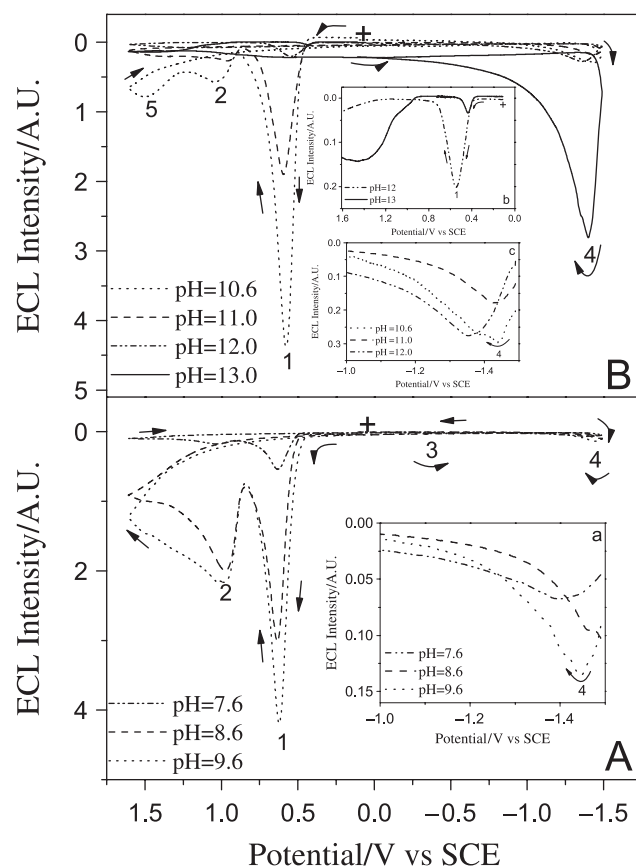 0
1
2
3
4
5
ECL Intensity/A.U.
+
5
2
1
4
B
pH=10.6
pH=11.0
pH=12.0
pH=13.0
0.0
0.1
0.2
ECL Intensity/A.U.
+
pH=12
pH=13
1
b
1.6 1.2 0.8 0.4 0.0
Potential/V vs SCE
0.0
0.1
0.2
0.3
ECL Intensity/A.U.
c
pH=10.6
pH=11.0
pH=12.0
4
−1.0 −1.2 −1.4
Potential/V vs SCE
0
2
4
ECL Intensity/A.U.
+
3
4
2
1
A
pH=7.6
pH=8.6
pH=9.6
0.00
0.05
0.10
0.15
ECL Intensity/A.U.
a
pH=7.6
pH=8.6
pH=9.6
4
−1.0 −1.2 −1.4
Potential/V vs SCE
1.5 1.0 0.5 0.0 −0.5 −1.0 −1.5
Potential/V vs SCE